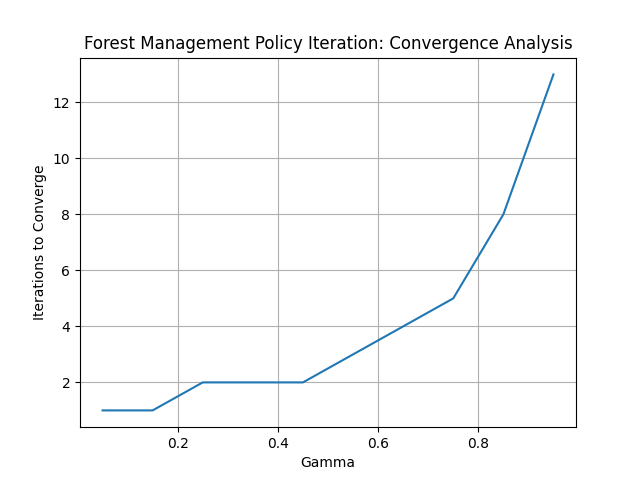 Forest Management Policy Iteration: Convergence Analysis
Iterations to Converge
12
10
8
6
4
2
0.2 0.4 0.6 0.8
Gamma